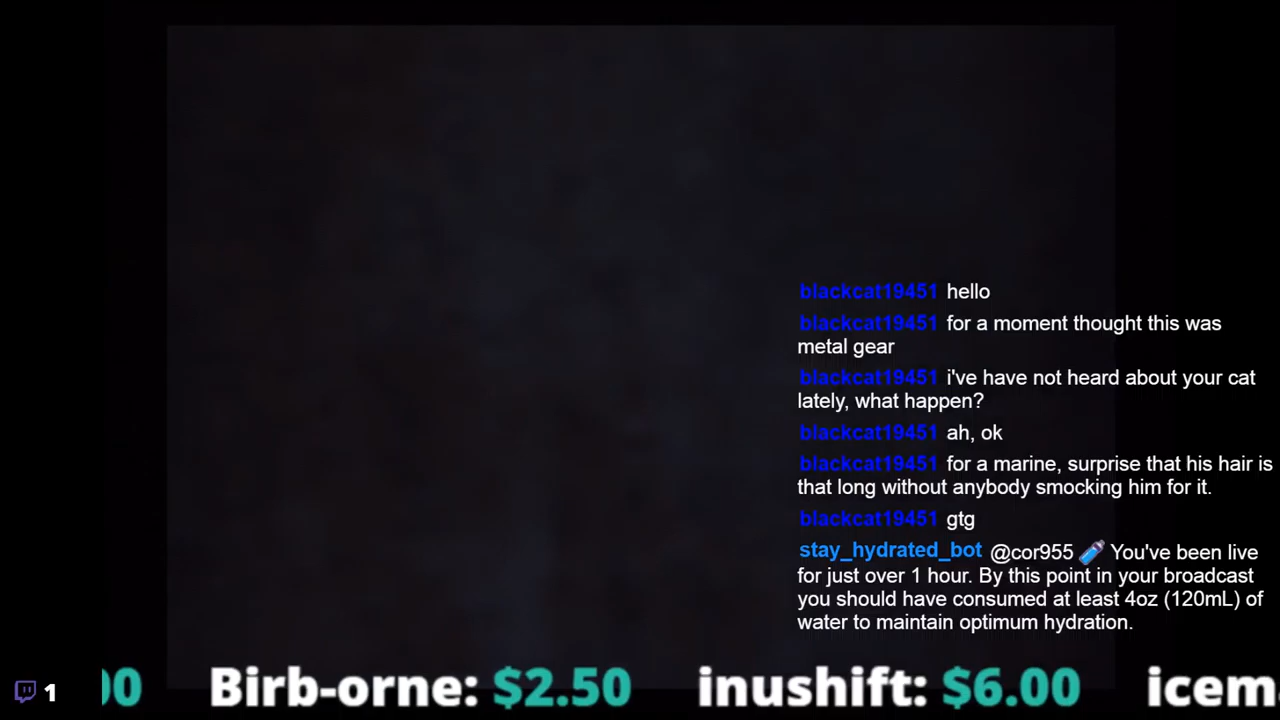 blackcat19451 hello
blackcat19451 for a moment thought this was
metal gear
blackcat19451 i've have not heard about your cat
lately, what happen?
blackcat19451 ah, ok
blackcat19451 for a marine, surprise that his hair is
that long without anybody smocking him for it.
blackcat19451 gtg
stay_hydrated_bot @cor955 You've been live
for just over 1 hour. By this point in your broadcast
you should have consumed at least 4oz (120mL) of
water to maintain optimum hydration.
1 00 Birb-orne: $2.50 inushift: $6.00 icem